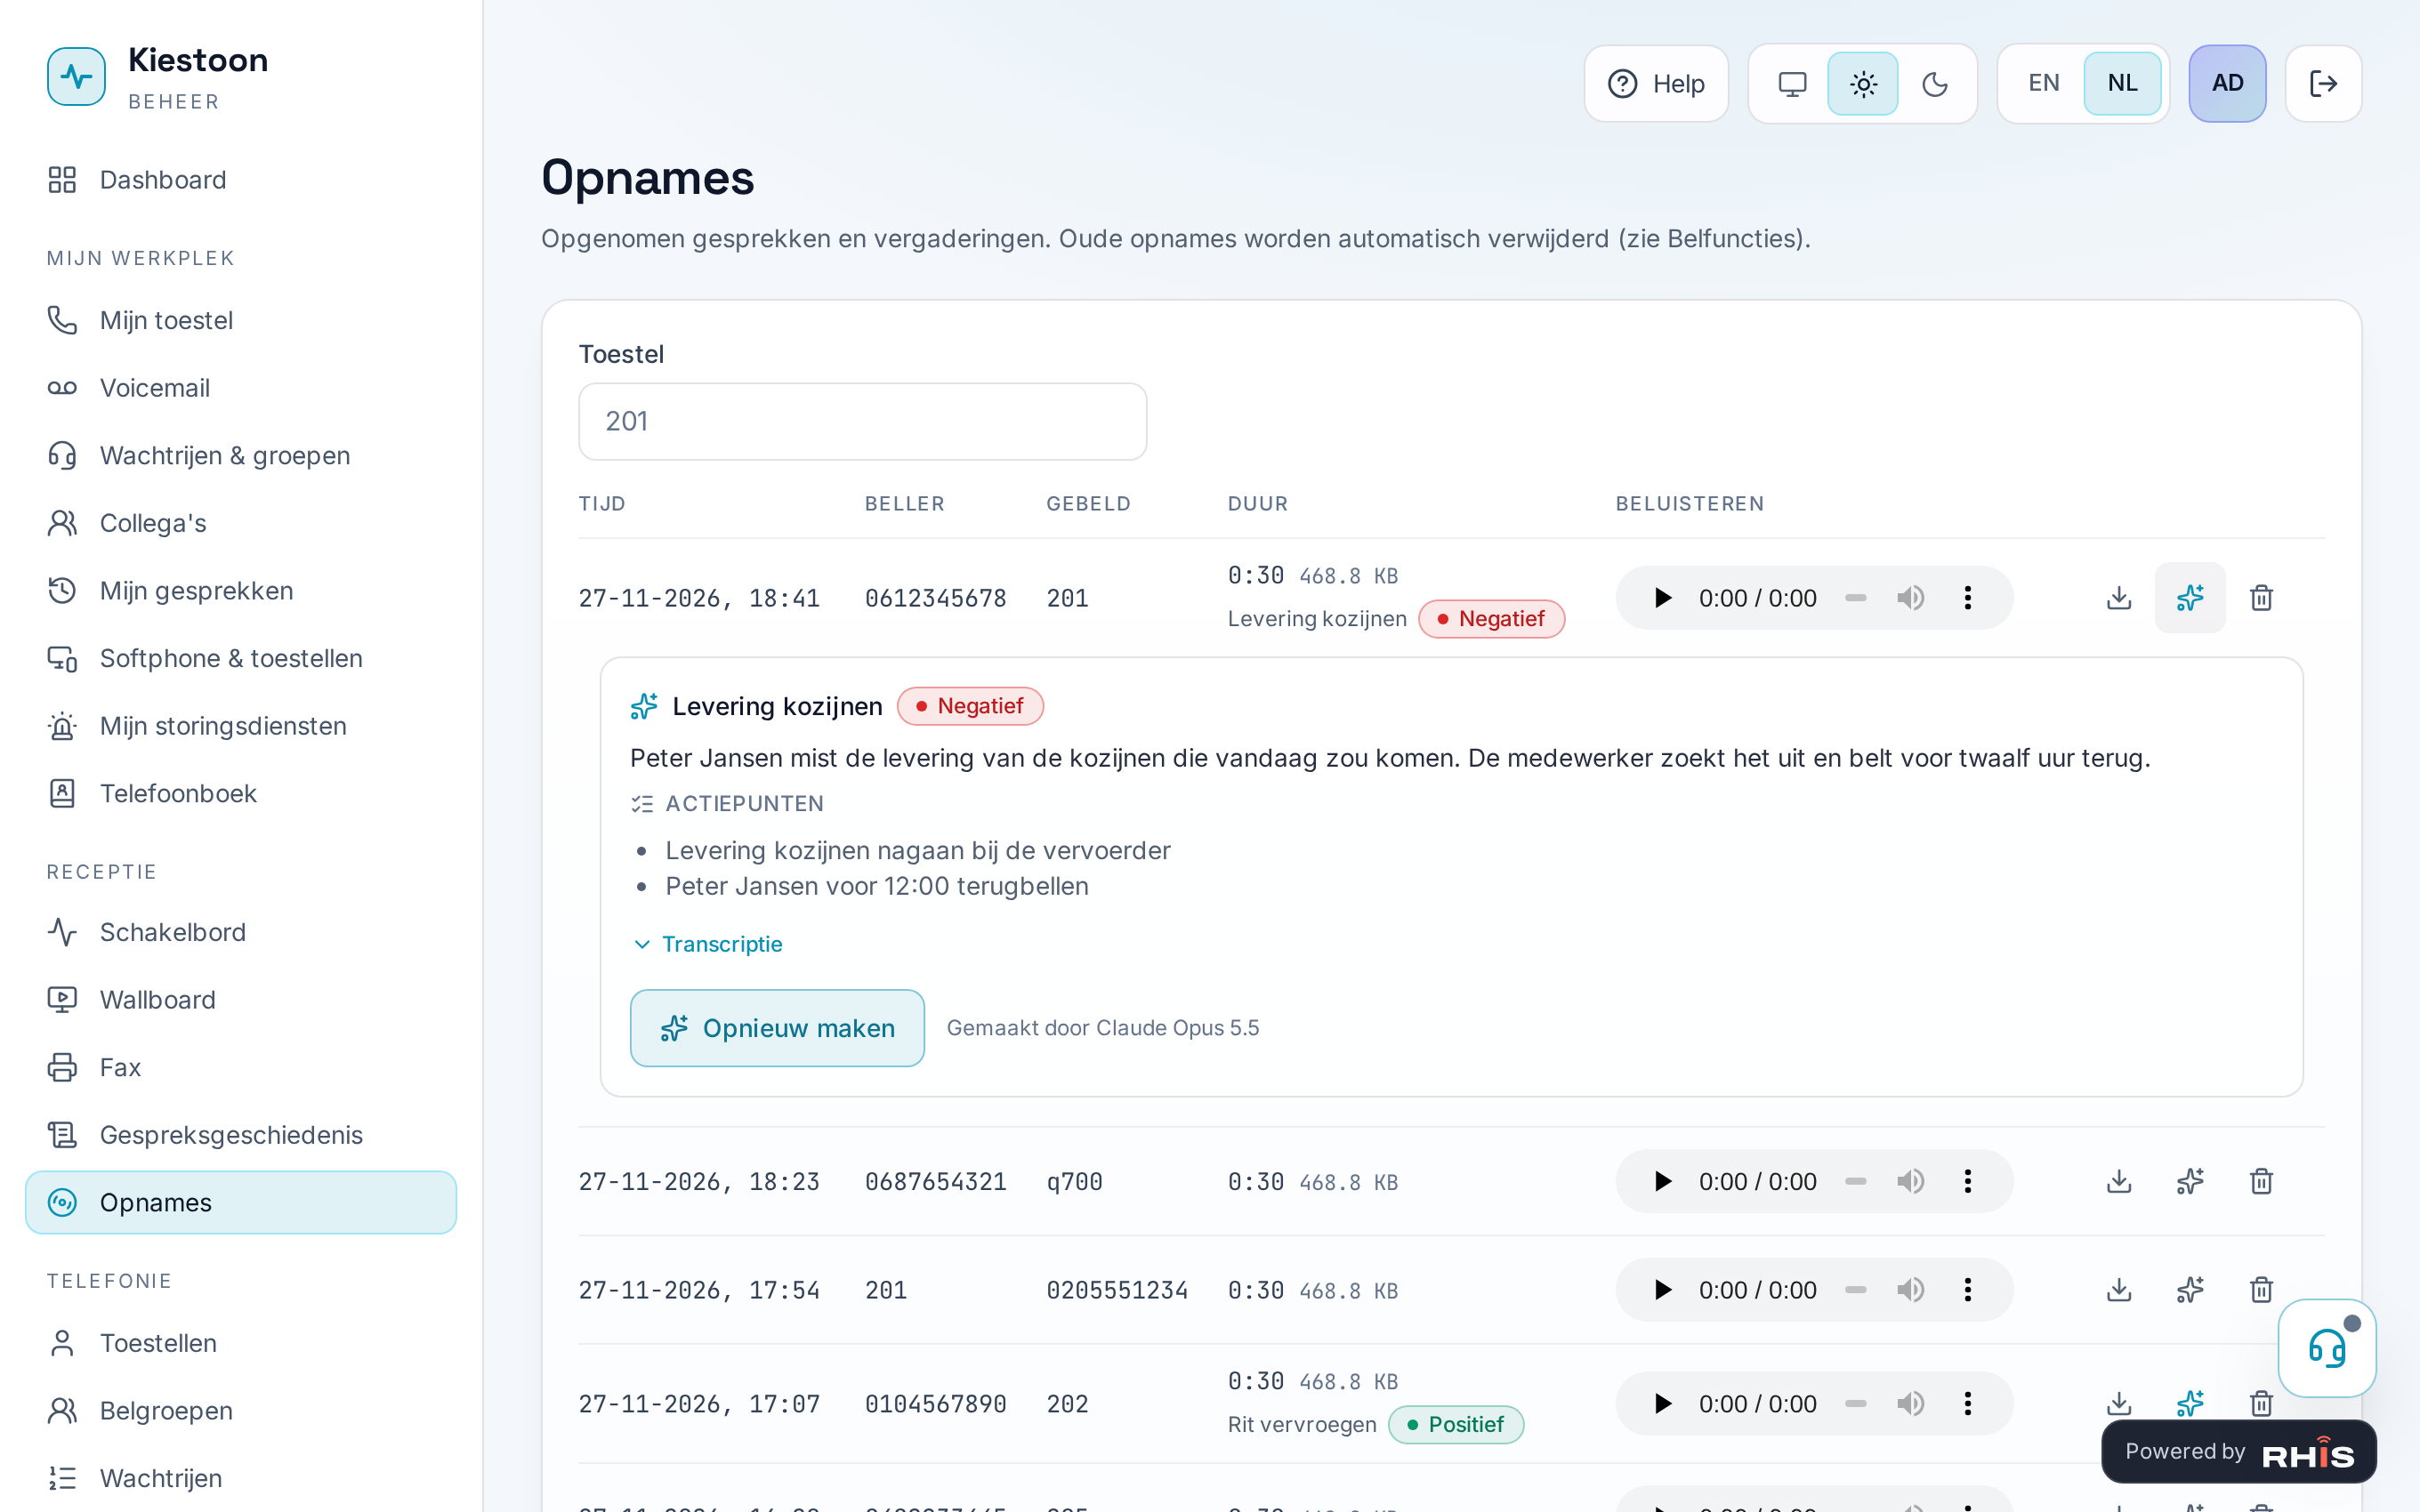 Kiestoon
BEHEER
Help
EN
NL
AD
Dashboard
MIJN WERKPLEK
Mijn toestel
Voicemail
Wachtrijen & groepen
Collega's
Mijn gesprekken
Softphone & toestellen
Mijn storingsdiensten
Telefoonboek
RECEPTIE
Schakelbord
Wallboard
Fax
Gespreksgeschiedenis
Opnames
TELEFONIE
Toestellen
Belgroepen
Wachtrijen
Opnames
Opgenomen gesprekken en vergaderingen. Oude opnames worden automatisch verwijderd (zie Belfuncties).
Toestel
201
TIJD BELLER GEBELD DUUR BELUISTEREN
27-11-2026, 18:41 0612345678 201 0:30 468.8 KB 0:00 / 0:00
Levering kozijnen Negatief
Levering kozijnen Negatief
Peter Jansen mist de levering van de kozijnen die vandaag zou komen. De medewerker zoekt het uit en belt voor twaalf uur terug.
ACTIEPUNTEN
• Levering kozijnen nagaan bij de vervoerder
• Peter Jansen voor 12:00 terugbellen
Transcriptie
Opnieuw maken Gemaakt door Claude Opus 5.5
27-11-2026, 18:23 0687654321 q700 0:30 468.8 KB 0:00 / 0:00
27-11-2026, 17:54 201 0205551234 0:30 468.8 KB 0:00 / 0:00
27-11-2026, 17:07 0104567890 202 0:30 468.8 KB 0:00 / 0:00
Rit vervroegen Positief
Powered by RHIS